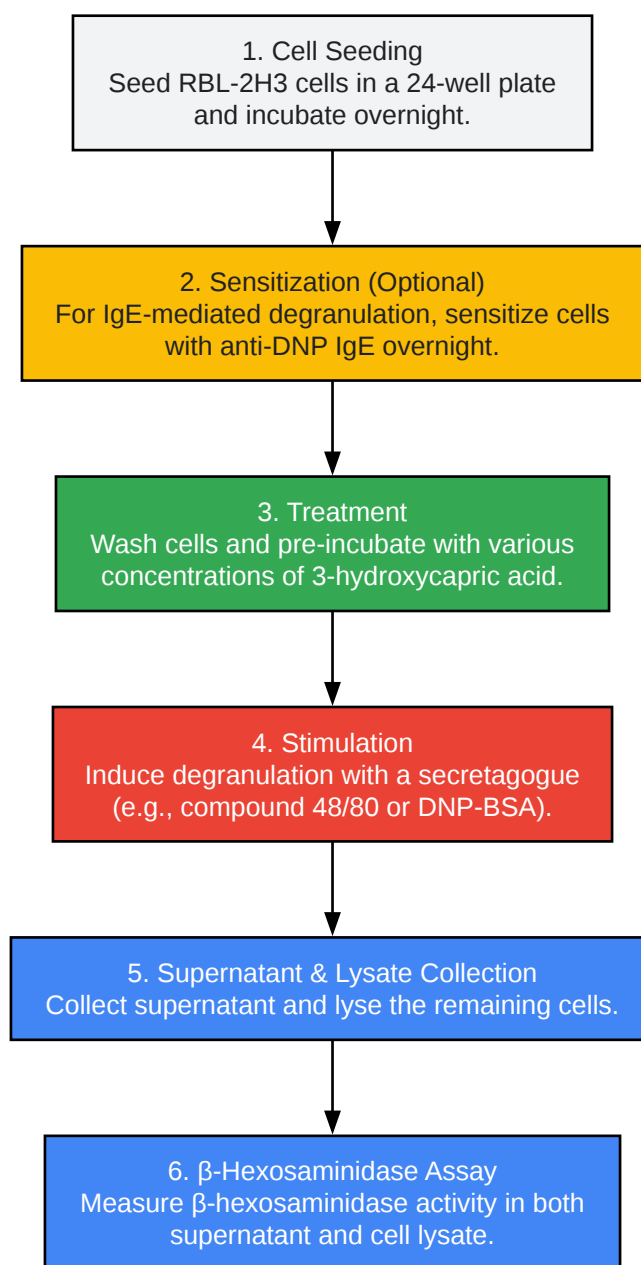 1. Cell Seeding
Seed RBL-2H3 cells in a 24-well plate
and incubate overnight.
2. Sensitization (Optional)
For IgE-mediated degranulation, sensitize cells
with anti-DNP IgE overnight.
3. Treatment
Wash cells and pre-incubate with various
concentrations of 3-hydroxycapric acid.
4. Stimulation
Induce degranulation with a secretagogue
(e.g., compound 48/80 or DNP-BSA).
5. Supernatant & Lysate Collection
Collect supernatant and lyse the remaining cells.
6. β-Hexosaminidase Assay
Measure β-hexosaminidase activity in both
supernatant and cell lysate.